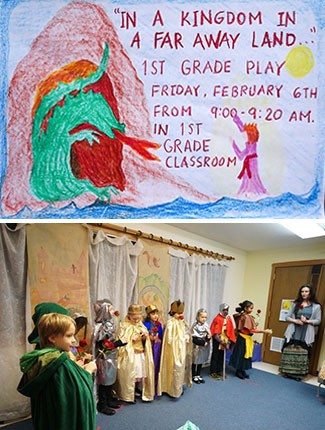 "IN A KINGDOM IN
A FAR AWAY LAND..."
1ST GRADE PLAY
FRIDAY, FEBRUARY 6TH
FROM 9:00-9:20 AM.
IN 1ST
GRADE
CLASSROOM